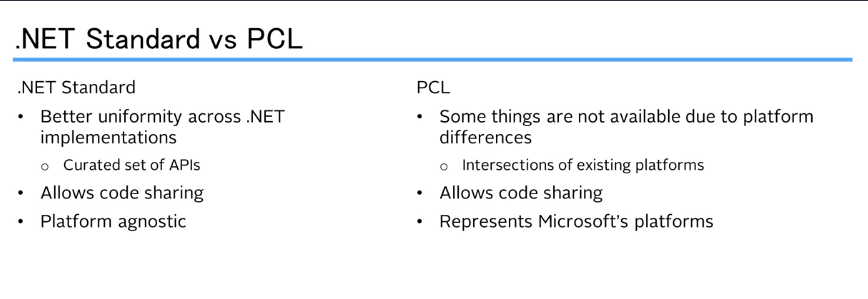 .NET Standard vs PCL
.NET Standard
• Better uniformity across .NET
implementations
o Curated set of APIs
• Allows code sharing
• Platform agnostic
PCL
• Some things are not available due to platform
differences
o Intersections of existing platforms
• Allows code sharing
• Represents Microsoft's platforms